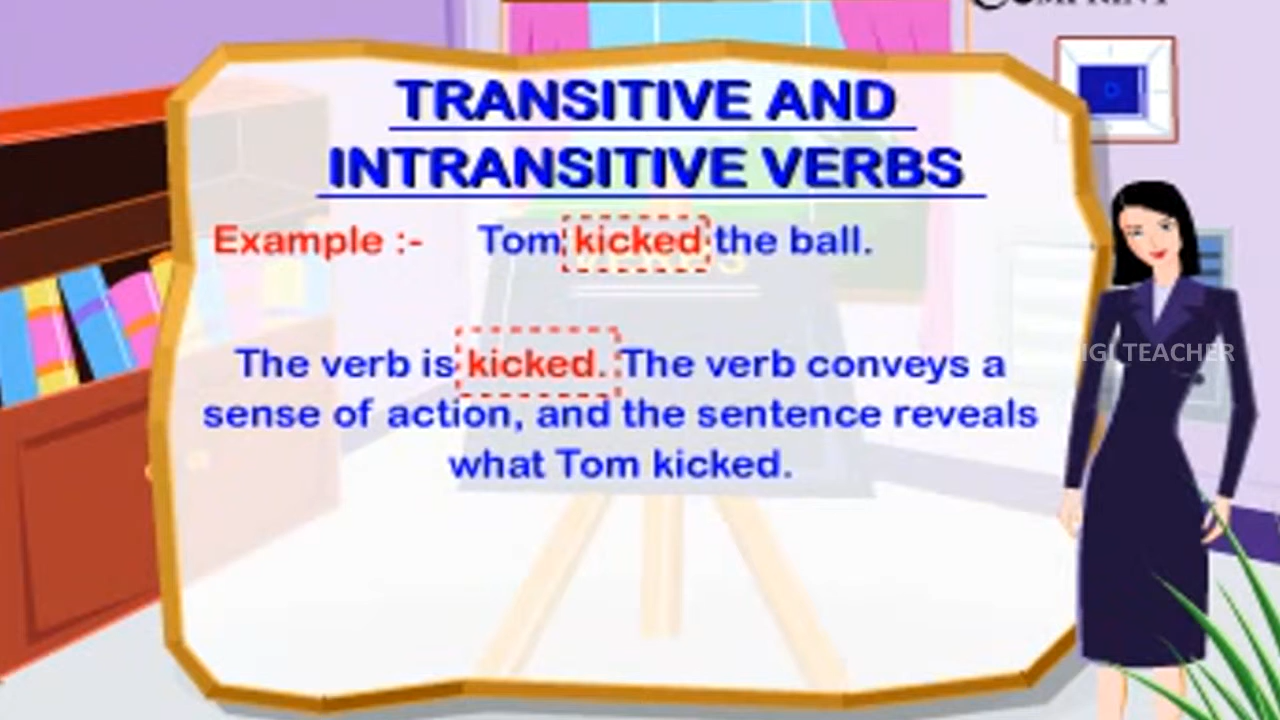 TRANSITIVE AND
INTRANSITIVE VERBS
Example :- Tom kicked the ball.
The verb is kicked. The verb conveys a
sense of action, and the sentence reveals
what Tom kicked.
TEACHER